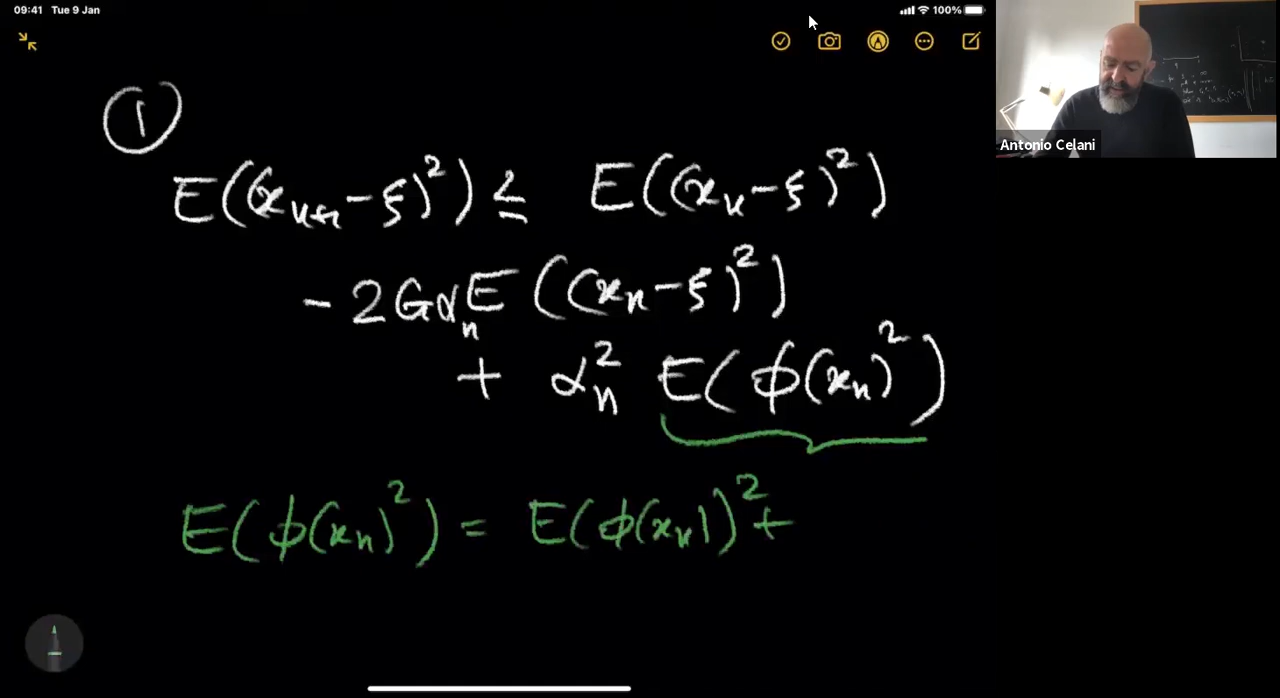 09:41 Tue 9 Jan 100%
Antonio Celani
1
E((x_{n+1}-ξ)²) ≤ E((x_n-ξ)²)
- 2Gα_n E((x_n-ξ)²)
+ α_n² E(ϕ(x_n)²)
E(ϕ(x_n)²) = E(ϕ(x_n))² +